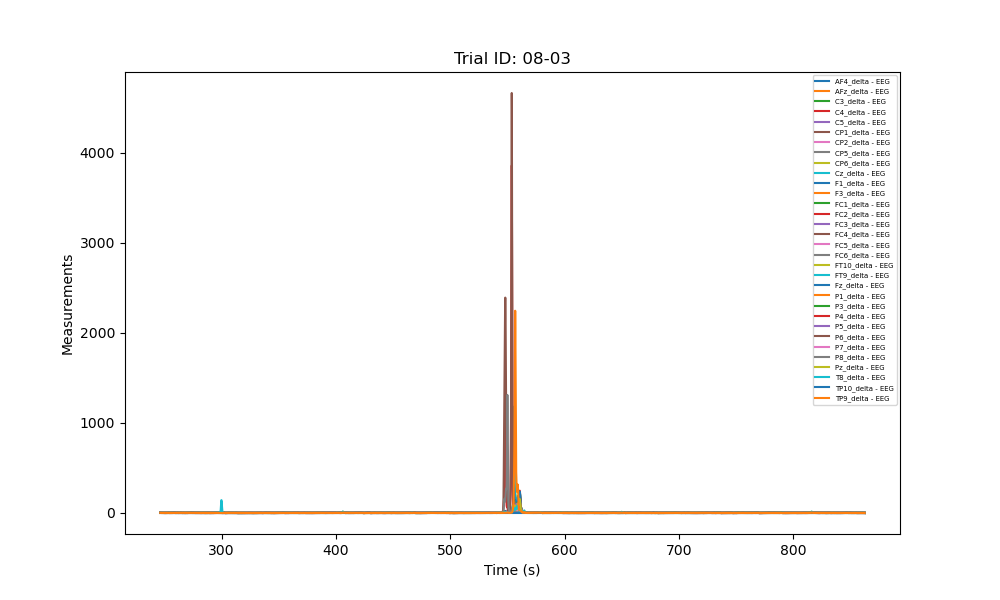 Trial ID: 08-03
Measurements
4000
3000
2000
1000
0
300
400
500
600
700
800
Time (s)
AF4_delta - EEG
AFz_delta - EEG
C3_delta - EEG
C4_delta - EEG
C5_delta - EEG
CP1_delta - EEG
CP2_delta - EEG
CP5_delta - EEG
CP6_delta - EEG
Cz_delta - EEG
F1_delta - EEG
F3_delta - EEG
FC1_delta - EEG
FC2_delta - EEG
FC3_delta - EEG
FC4_delta - EEG
FC5_delta - EEG
FC6_delta - EEG
FT10_delta - EEG
FT9_delta - EEG
Fz_delta - EEG
P1_delta - EEG
P3_delta - EEG
P4_delta - EEG
P5_delta - EEG
P6_delta - EEG
P7_delta - EEG
P8_delta - EEG
Pz_delta - EEG
T8_delta - EEG
TP10_delta - EEG
TP9_delta - EEG